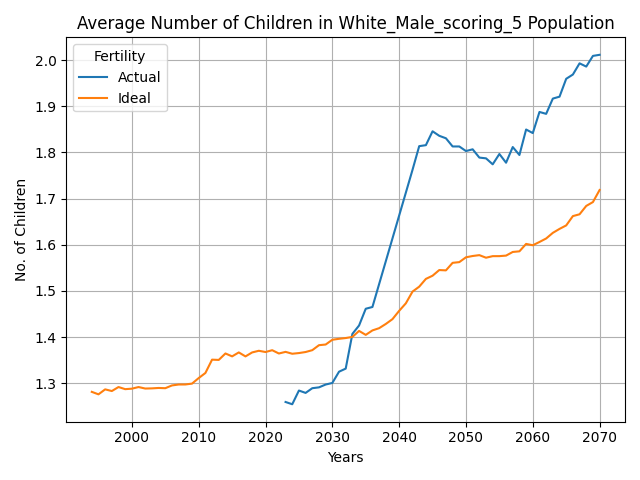 Average Number of Children in White_Male_scoring_5 Population
Fertility
Actual
Ideal
No. of Children
2.0
1.9
1.8
1.7
1.6
1.5
1.4
1.3
2000 2010 2020 2030 2040 2050 2060 2070
Years